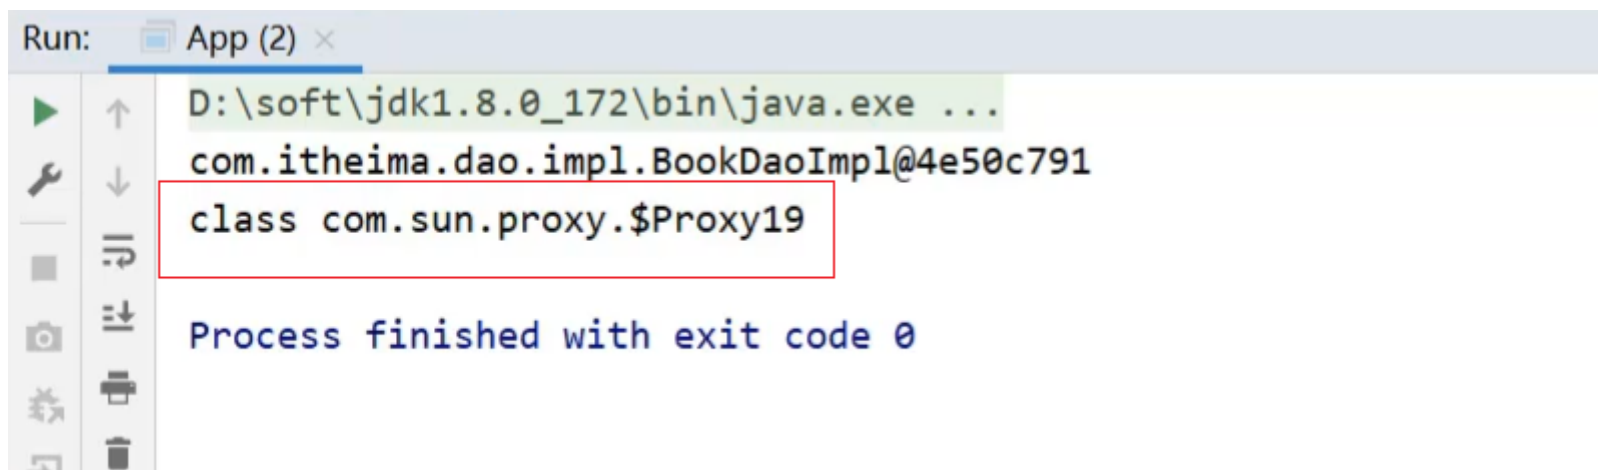 Run: App (2)
D:\soft\jdk1.8.0_172\bin\java.exe ...
com.itheima.dao.impl.BookDaoImpl@4e50c791
class com.sun.proxy.$Proxy19
Process finished with exit code 0